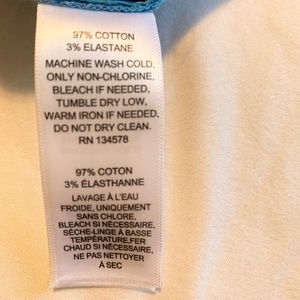 97% COTTON
3% ELASTANE
MACHINE WASH COLD,
ONLY NON-CHLORINE,
BLEACH IF NEEDED,
TUMBLE DRY LOW,
WARM IRON IF NEEDED,
DO NOT DRY CLEAN.
RN 134578
97% COTON
3% ÉLASTHANNE
LAVAGE À L'EAU
FROIDE, UNIQUEMENT
SANS CHLORE,
BLEACH SI NÉCESSAIRE,
SÈCHE-LINGE À BASSE
TEMPÉRATURE,FER
CHAUD SI NÉCESSAIRE,
NE PAS NETTOYER
À SEC